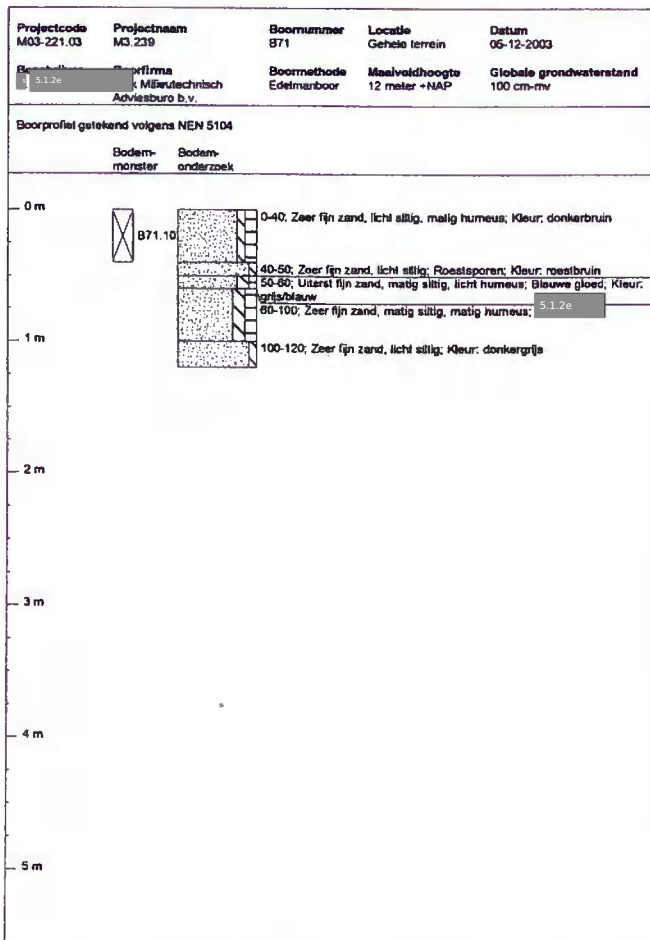 Projectcode Projectnaam Boornummer Locatie Datum
M03-221.03 M3.239 B71 Gehele terrein 05-12-2003
Boormethode Maaiveldhoogte Globale grondwaterstand
5.1.2e Milieutechnisch Edelmanboor 12 meter +NAP 100 cm-mv
Adviesburo b.v.
Boorprofiel getekend volgens NEN 5104
Bodem- Bodem-
monster onderzoek
0 m
0-40; Zeer fijn zand, licht siltig, matig humeus; Kleur: donkerbruin
B71.10
40-50; Zeer fijn zand, licht siltig; Roestsporen; Kleur: roestbruin
50-60; Uiterst fijn zand, matig siltig, licht humeus; Blauwe gloed; Kleur:
grijs/blauw
60-100; Zeer fijn zand, matig siltig, matig humeus; 5.1.2e
1 m
100-120; Zeer fijn zand, licht siltig; Kleur: donkergrijs
2 m
3 m
4 m
5 m